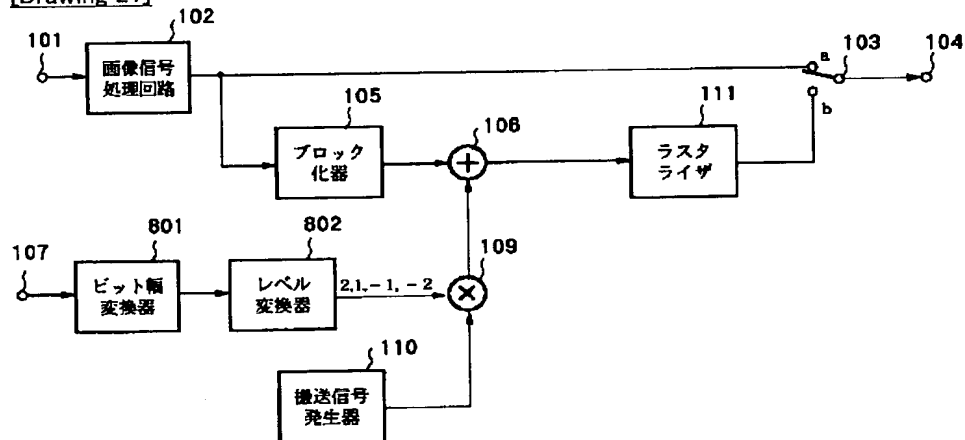 [Drawing 21]
101
102
画像信号
処理回路
a
103
104
b
105
ブロック
化器
106
111
ラスタ
ライザ
107
801
ビット幅
変換器
802
レベル
変換器
2,1,-1,-2
109
110
搬送信号
発生器